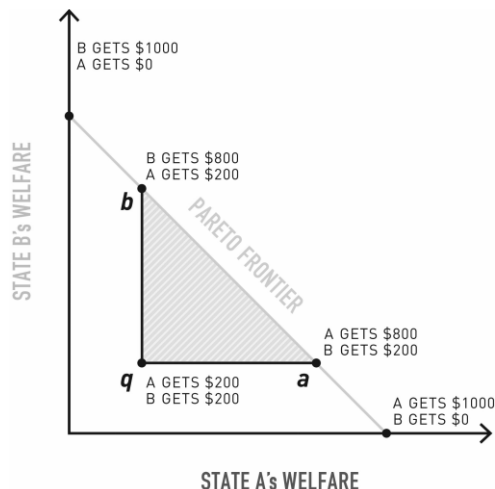 B GETS $1000
A GETS $0
B GETS $800
A GETS $200
b
PARETO FRONTIER
STATE B's WELFARE
A GETS $800
B GETS $200
q
A GETS $200
B GETS $200
a
A GETS $1000
B GETS $0
STATE A's WELFARE